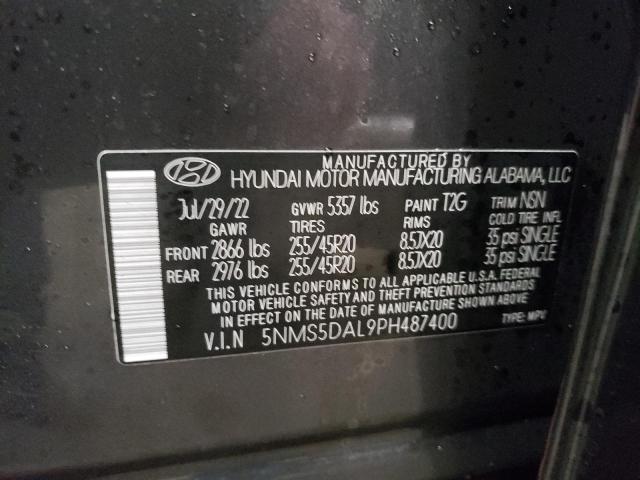 MANUFACTURED BY
HYUNDAI MOTOR MANUFACTURING ALABAMA, LLC
Jul/29/22 GVWR 5357 lbs PAINT T2G TRIM NSN
GAWR TIRES RIMS COLD TIRE INFL
FRONT 2866 lbs 255/45R20 8.5JX20 35 psi SINGLE
REAR 2976 lbs 255/45R20 8.5JX20 35 psi SINGLE
THIS VEHICLE CONFORMS TO ALL APPLICABLE U.S.A. FEDERAL
MOTOR VEHICLE SAFETY AND THEFT PREVENTION STANDARDS
IN EFFECT ON THE DATE OF MANUFACTURE SHOWN ABOVE.
V.I.N 5NMS5DAL9PH487400 TYPE: MPV